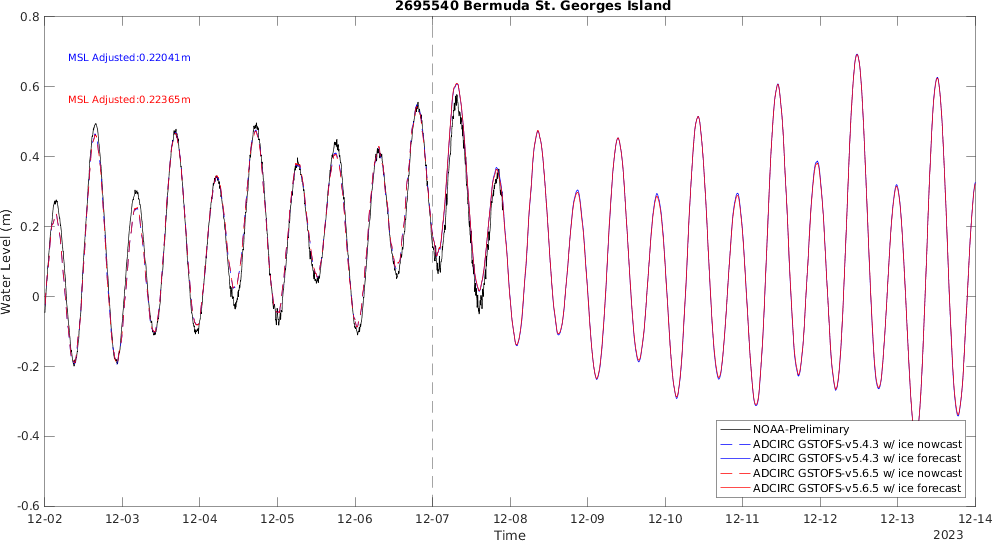 2695540 Bermuda St. Georges Island
0.8
0.6
0.4
0.2
0
-0.2
-0.4
-0.6
Water Level (m)
MSL Adjusted:0.22041m
MSL Adjusted:0.22365m
NOAA-Preliminary
ADCIRC GSTOFS-v5.4.3 w/ ice nowcast
ADCIRC GSTOFS-v5.4.3 w/ ice forecast
ADCIRC GSTOFS-v5.6.5 w/ ice nowcast
ADCIRC GSTOFS-v5.6.5 w/ ice forecast
12-02 12-03 12-04 12-05 12-06 12-07 12-08 12-09 12-10 12-11 12-12 12-13 12-14
Time
2023